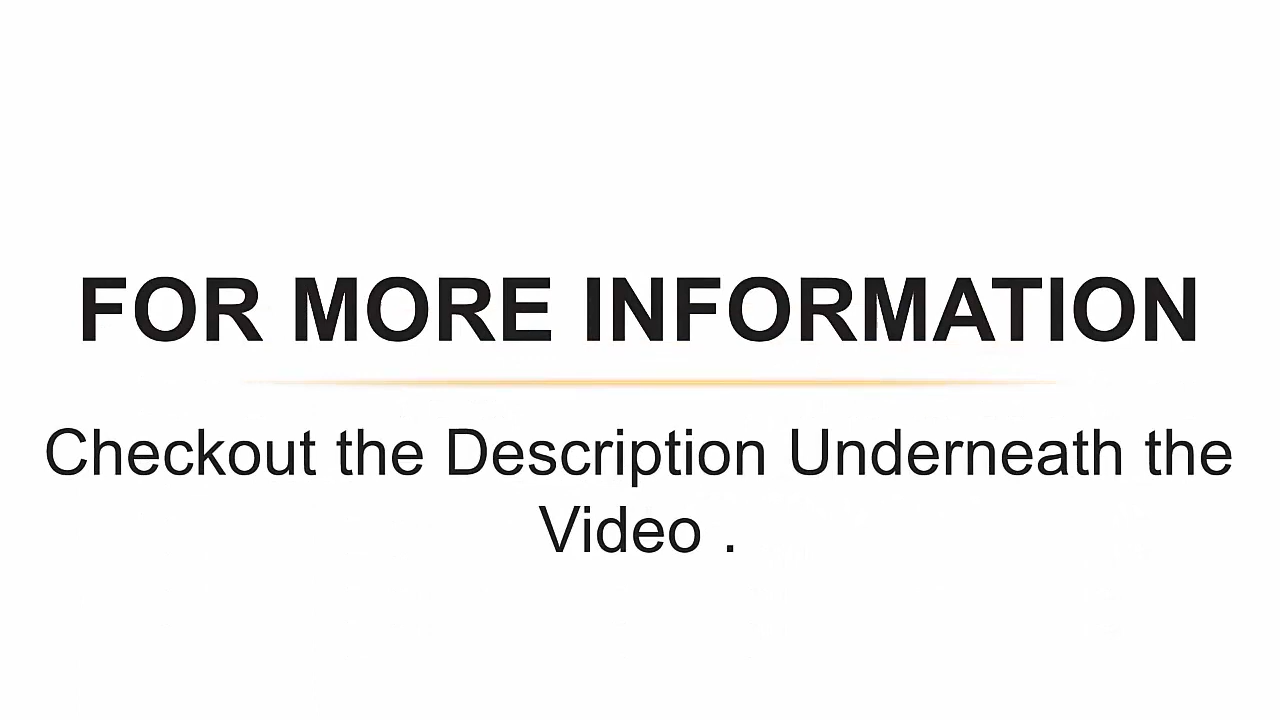 FOR MORE INFORMATION
Checkout the Description Underneath the
Video .